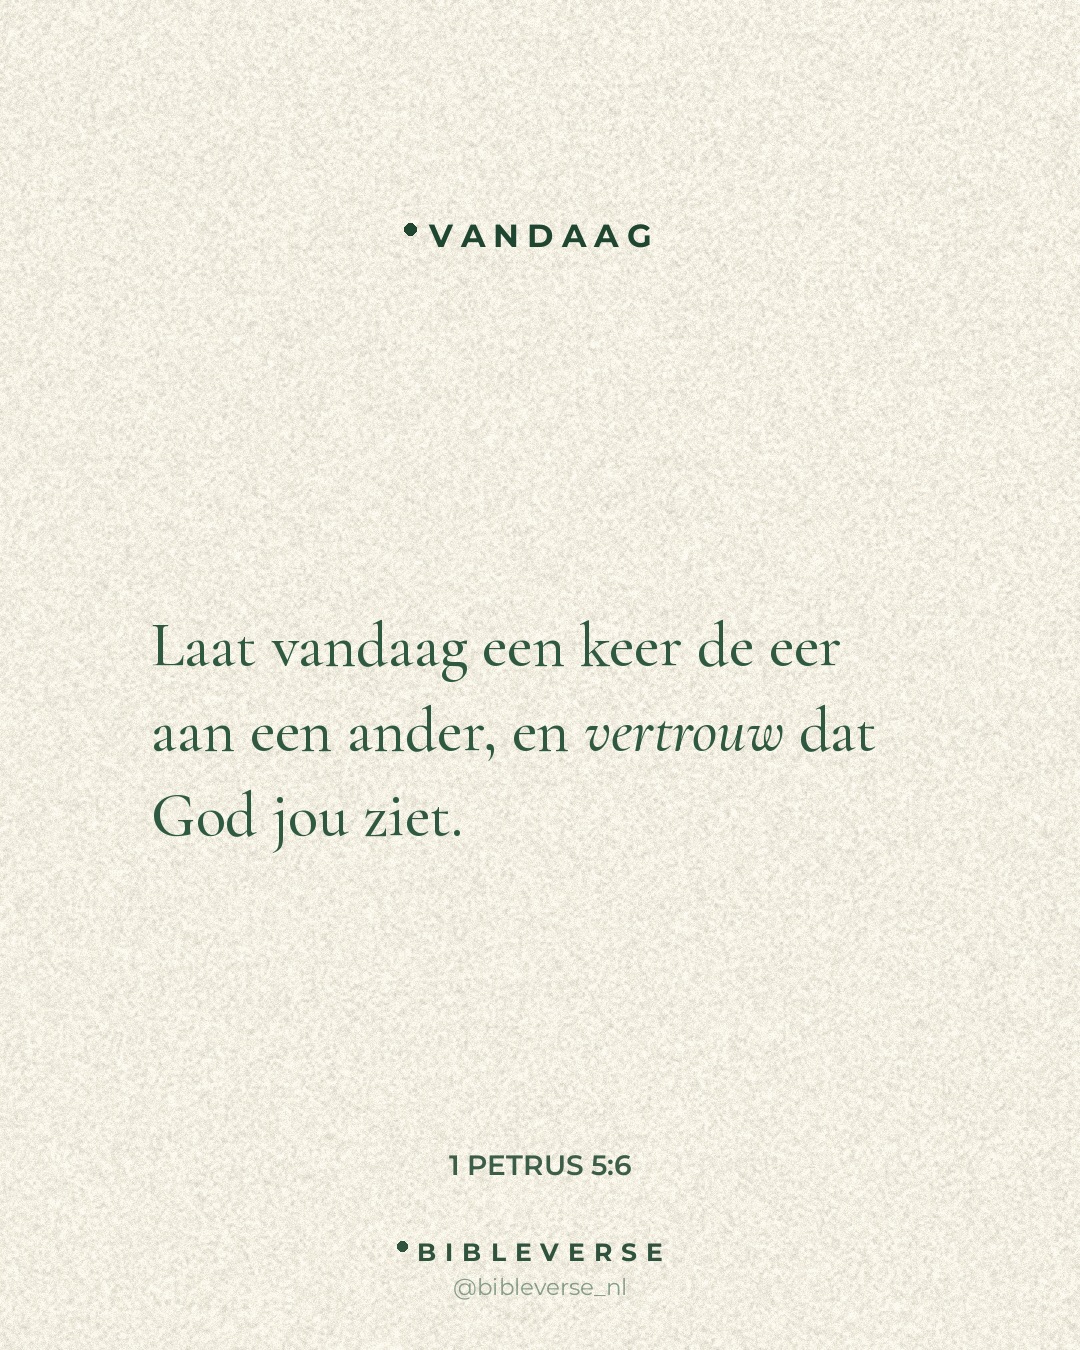 VANDAAG
Laat vandaag een keer de eer
aan een ander, en vertrouw dat
God jou ziet.
1 PETRUS 5:6
BIBLEVERSE
@bibleverse_nl